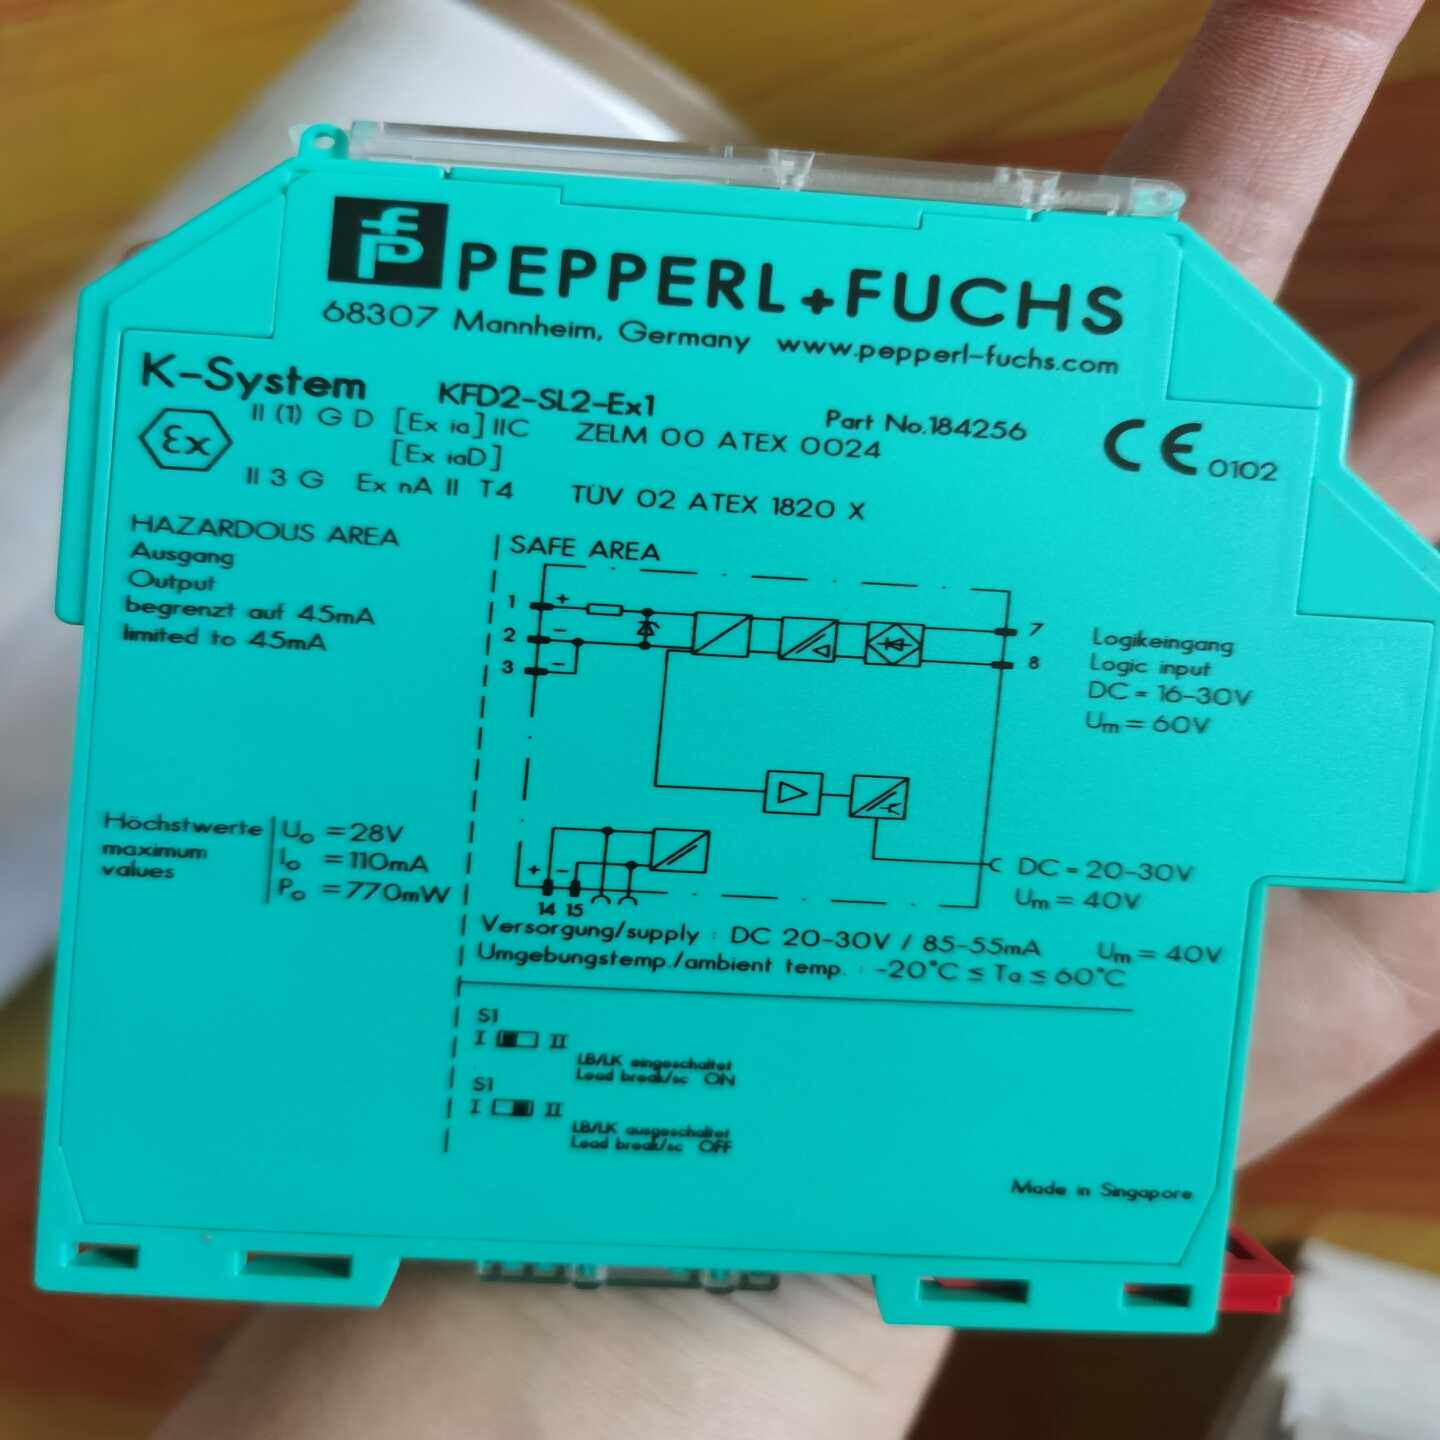 PEPPERL+FUCHS
68307 Mannheim, Germany www.pepperl-fuchs.com
K-System KFD2-SL2-Ex1 Part No.184256
Ex II (1) G D [Ex ia] IIC ZELM 00 ATEX 0024 CE 0102
[Ex iaD]
II 3 G Ex nA II T4 TÜV 02 ATEX 1820 X
HAZARDOUS AREA SAFE AREA
Ausgang
Output
begrenzt auf 45mA
limited to 45mA
1 +
2 -
3 -
7
8
Logikeingang
Logic input
DC = 16-30V
Um = 60V
Höchstwerte
maximum
values
Uo = 28V
Io = 110mA
Po = 770mW
+ -
14 15
DC = 20-30V
Um = 40V
Versorgung/supply : DC 20-30V / 85-55mA Um = 40V
Umgebungstemp./ambient temp. : -20°C ≤ Ta ≤ 60°C
S1
I II
LB/LK eingeschaltet
Lead break/sc ON
S1
I II
LB/LK ausgeschaltet
Lead break/sc OFF
Made in Singapore